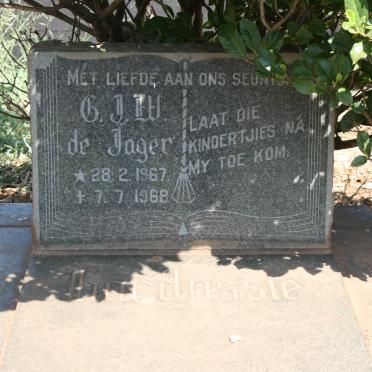 MET LIEFDE AAN ONS SEUNTJIE
G.J.W
de Jager
★ 28.2.1967
✝ 7.7.1968
LAAT DIE
KINDERTJIES NÁ
MY TOE KOM.